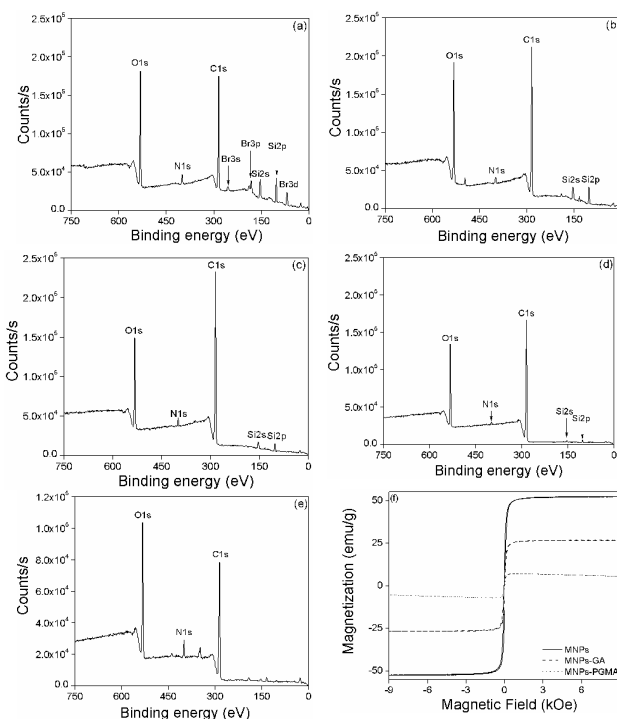 (a)
2.5x10⁵
2.0x10⁵
1.5x10⁵
1.0x10⁵
5.0x10⁴
0.0
Counts/s
O1s
N1s
C1s
Br3s
Br3p
Si2s
Si2p
Br3d
750 600 450 300 150 0
Binding energy (eV)
(b)
2.5x10⁵
2.0x10⁵
1.5x10⁵
1.0x10⁵
5.0x10⁴
0.0
Counts/s
O1s
N1s
C1s
Si2s
Si2p
750 600 450 300 150 0
Binding energy (eV)
(c)
2.5x10⁵
2.0x10⁵
1.5x10⁵
1.0x10⁵
5.0x10⁴
0.0
Counts/s
O1s
N1s
C1s
Si2s
Si2p
750 600 450 300 150 0
Binding energy (eV)
(d)
2.5x10⁵
2.0x10⁵
1.5x10⁵
1.0x10⁵
5.0x10⁴
0.0
Counts/s
O1s
N1s
C1s
Si2s
Si2p
750 600 450 300 150 0
Binding energy (eV)
(e)
1.2x10⁵
1.0x10⁵
8.0x10⁴
6.0x10⁴
4.0x10⁴
2.0x10⁴
0.0
Counts/s
O1s
N1s
C1s
750 600 450 300 150 0
Binding energy (eV)
(f)
50
25
0
-25
-50
Magnetization (emu/g)
MNPs
MNPs-GA
MNPs-PGMA
-9 -6 -3 0 3 6
Magnetic Field (kOe)